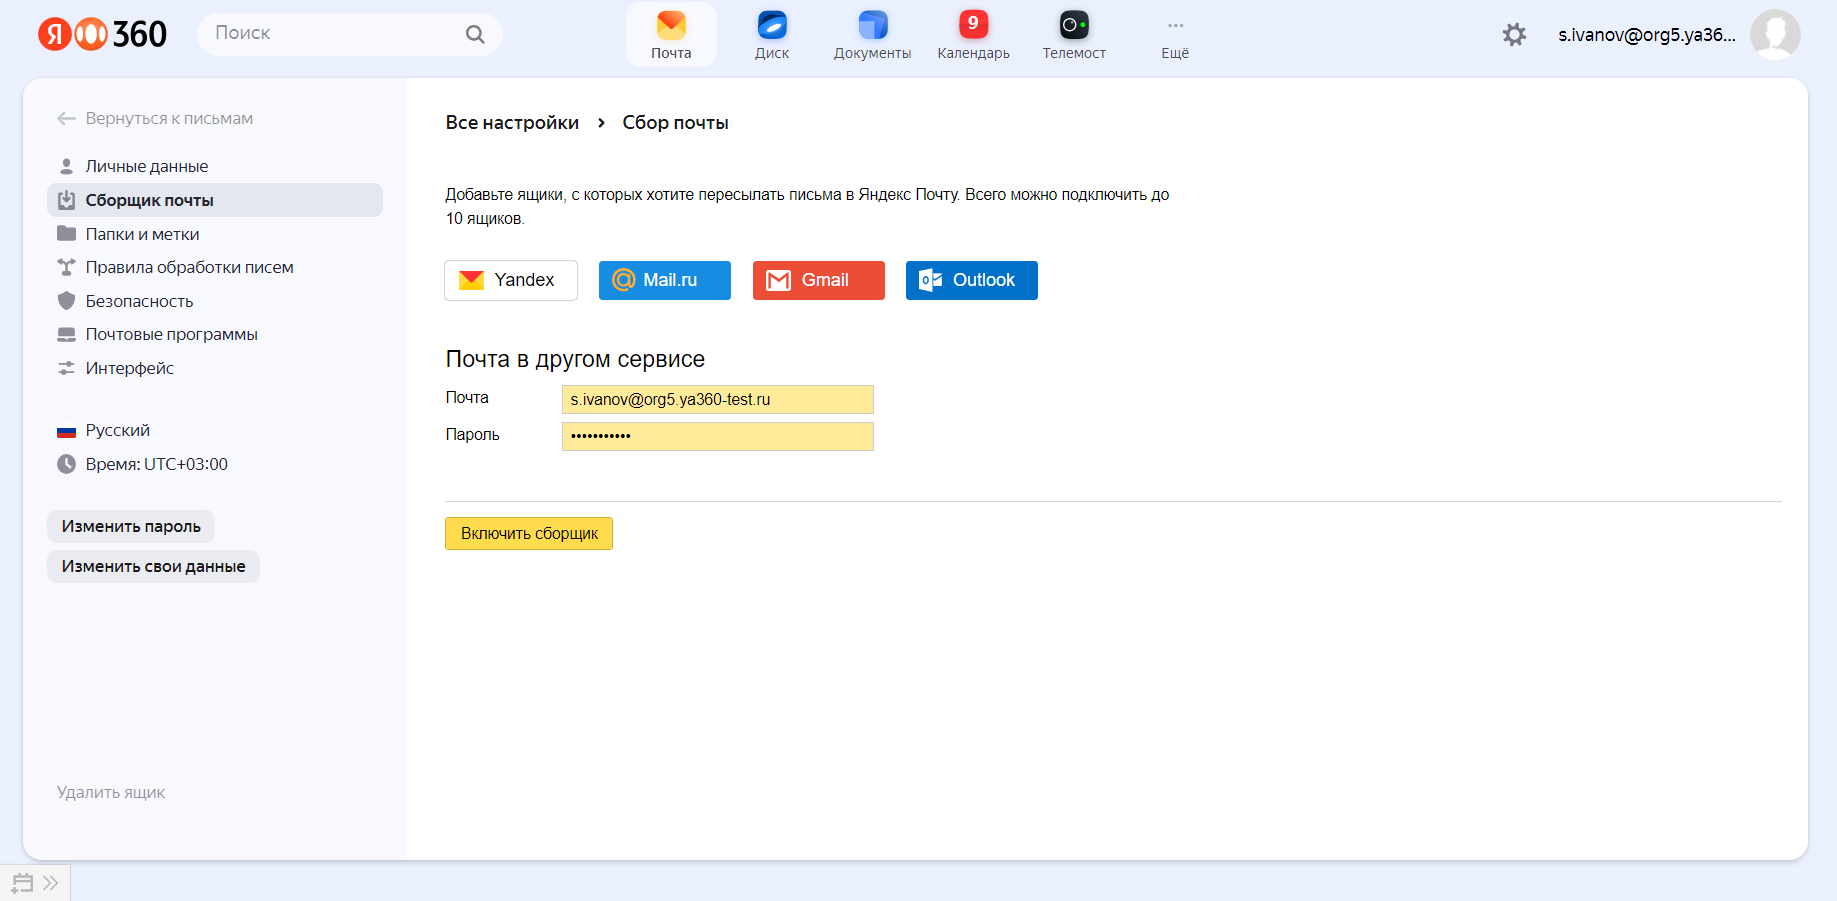 Я 360
Поиск
Почта
Диск
Документы
9
Календарь
Телемост
Ещё
s.ivanov@org5.ya36...
Вернуться к письмам
Личные данные
Сборщик почты
Папки и метки
Правила обработки писем
Безопасность
Почтовые программы
Интерфейс
Русский
Время: UTC+03:00
Изменить пароль
Изменить свои данные
Удалить ящик
Все настройки › Сбор почты
Добавьте ящики, с которых хотите пересылать письма в Яндекс Почту. Всего можно подключить до
10 ящиков.
Yandex
@ Mail.ru
Gmail
Outlook
Почта в другом сервисе
Почта s.ivanov@org5.ya360-test.ru
Пароль •••••••••••
Включить сборщик